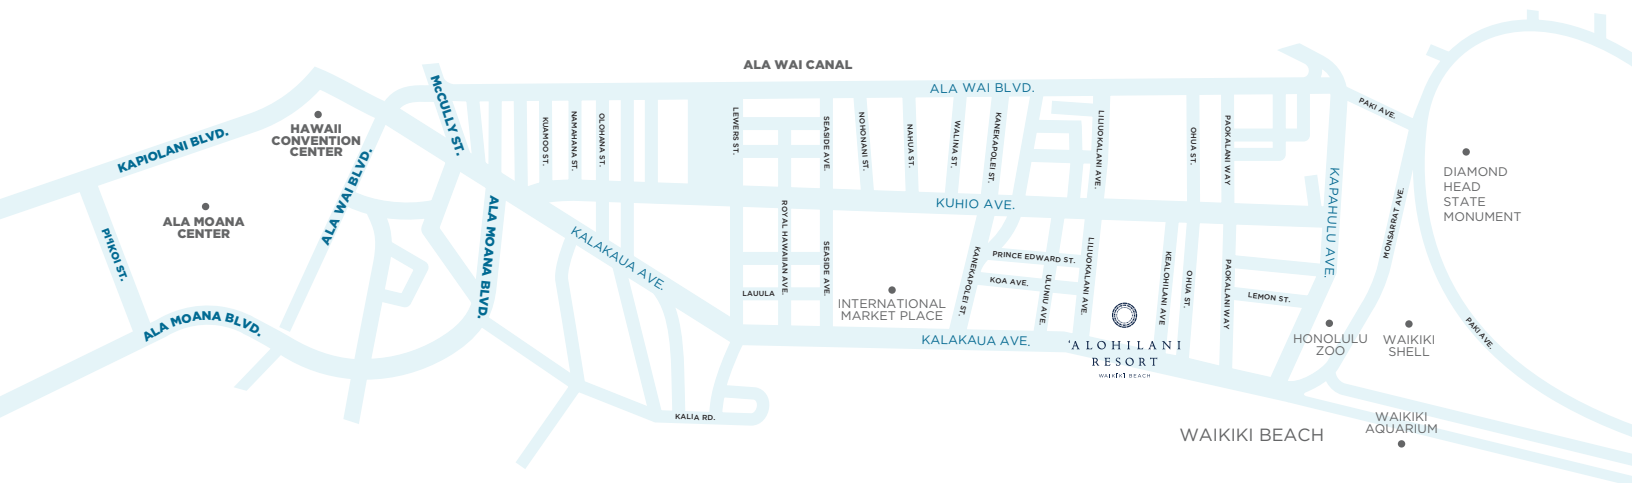 ALA WAI CANAL
ALA WAI BLVD.
McCULLY ST.
HAWAII
CONVENTION
CENTER
KAPIOLANI BLVD.
ALA WAI BLVD.
ALA MOANA
CENTER
PI'IKOI ST.
ALA MOANA BLVD.
ALA MOANA BLVD.
KUAMOO ST.
NAMAHANA ST.
OLOHANA ST.
LEWERS ST.
SEASIDE AVE.
NOHONANI ST.
NAHUA ST.
WALINA ST.
KANEKAPOLEI ST.
LILIUOKALANI AVE.
OHUA ST.
PAOKALANI WAY
PAKI AVE.
DIAMOND
HEAD
STATE
MONUMENT
KAPAHULU AVE.
MONSARRAT AVE.
KUHIO AVE.
KALAKAUA AVE.
ROYAL HAWAIIAN AVE.
SEASIDE AVE.
LAUULA
INTERNATIONAL
MARKET PLACE
KANEKAPOLEI ST.
PRINCE EDWARD ST.
KOA AVE.
ULUNIU AVE.
LILIUOKALANI AVE.
KEALOHILANI AVE
OHUA ST.
PAOKALANI WAY
LEMON ST.
HONOLULU
ZOO
WAIKIKI
SHELL
PAKI AVE.
KALAKAUA AVE.
'ALOHILANI
RESORT
WAIKIKI BEACH
KALIA RD.
WAIKIKI BEACH
WAIKIKI
AQUARIUM